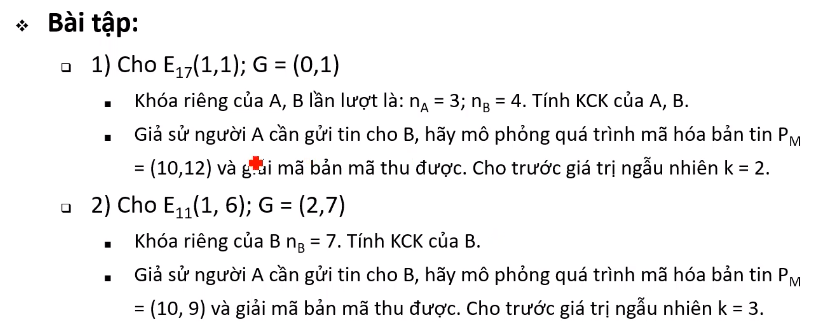 ❖ Bài tập:
❑ 1) Cho E₁₇(1,1); G = (0,1)
▪ Khóa riêng của A, B lần lượt là: n_A = 3; n_B = 4. Tính KCK của A, B.
▪ Giả sử người A cần gửi tin cho B, hãy mô phỏng quá trình mã hóa bản tin P_M
= (10,12) và giải mã bản mã thu được. Cho trước giá trị ngẫu nhiên k = 2.
❑ 2) Cho E₁₁(1, 6); G = (2,7)
▪ Khóa riêng của B n_B = 7. Tính KCK của B.
▪ Giả sử người A cần gửi tin cho B, hãy mô phỏng quá trình mã hóa bản tin P_M
= (10, 9) và giải mã bản mã thu được. Cho trước giá trị ngẫu nhiên k = 3.